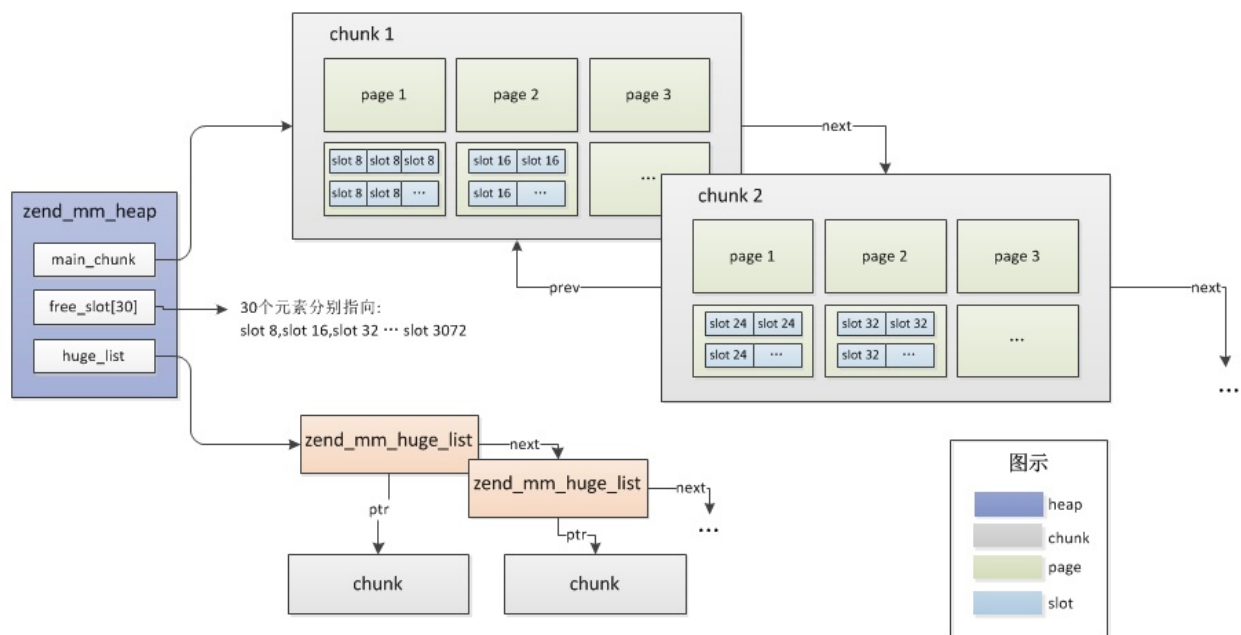 chunk 1
page 1
page 2
page 3
slot 8 slot 8 slot 8
slot 8 slot 8 ...
slot 16 slot 16
slot 16 ...
...
next
chunk 2
page 1
page 2
page 3
slot 24 slot 24
slot 24 ...
slot 32 slot 32
slot 32 ...
...
prev
next
...
zend_mm_heap
main_chunk
free_slot[30]
huge_list
30个元素分别指向:
slot 8,slot 16,slot 32 ··· slot 3072
zend_mm_huge_list
next
zend_mm_huge_list
next
...
ptr
ptr
chunk
chunk
图示
heap
chunk
page
slot